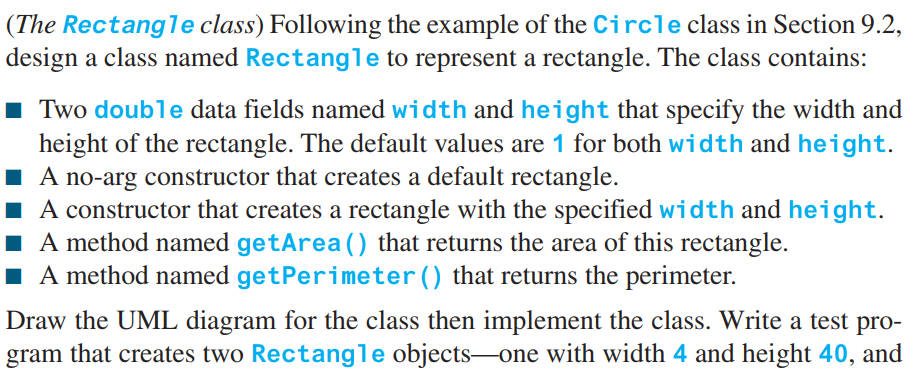 (The Rectangle class) Following the example of the Circle class in Section 9.2,
design a class named Rectangle to represent a rectangle. The class contains:
■ Two double data fields named width and height that specify the width and
height of the rectangle. The default values are 1 for both width and height.
■ A no-arg constructor that creates a default rectangle.
■ A constructor that creates a rectangle with the specified width and height.
■ A method named getArea() that returns the area of this rectangle.
■ A method named getPerimeter() that returns the perimeter.
Draw the UML diagram for the class then implement the class. Write a test pro-
gram that creates two Rectangle objects—one with width 4 and height 40, and